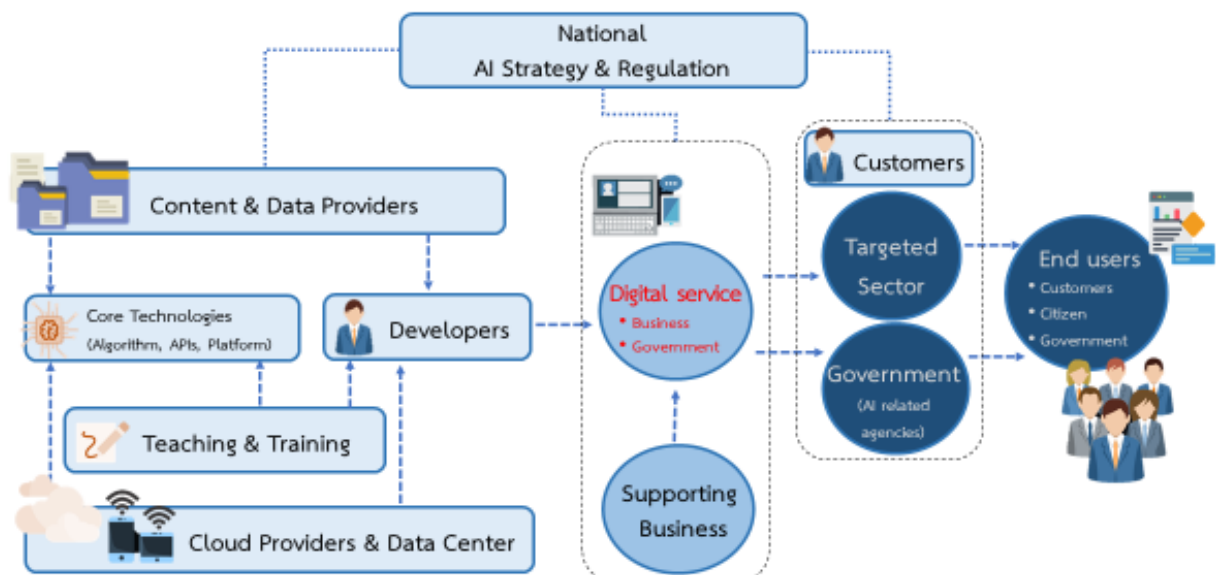 National
AI Strategy & Regulation
Content & Data Providers
Core Technologies
(Algorithm, APIs, Platform)
Developers
Teaching & Training
Cloud Providers & Data Center
Digital service
• Business
• Government
Supporting
Business
Customers
Targeted
Sector
Government
(AI related
agencies)
End users
• Customers
• Citizen
• Government